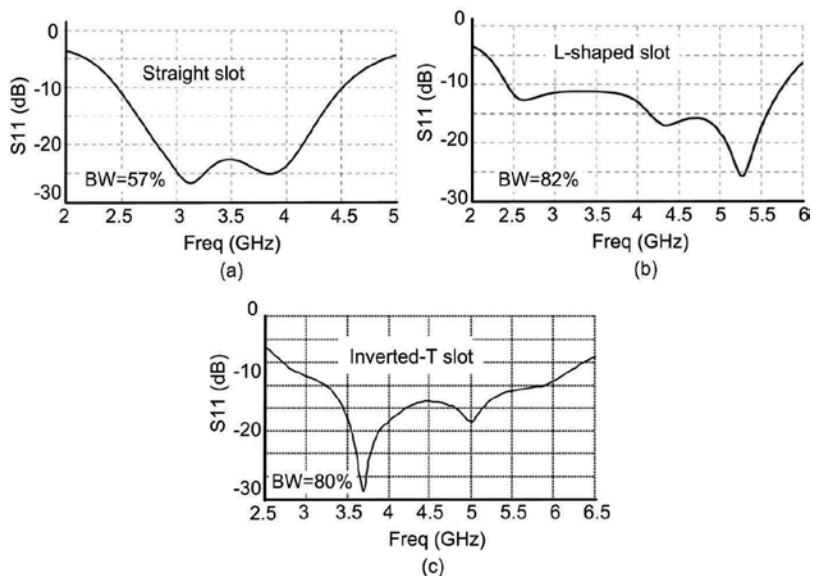 0
-10
-20
-30
S11 (dB)
Straight slot
BW=57%
2 2.5 3 3.5 4 4.5 5
Freq (GHz)
(a)
0
-10
-20
-30
S11 (dB)
L-shaped slot
BW=82%
2 2.5 3 3.5 4 4.5 5 5.5 6
Freq (GHz)
(b)
0
-10
-20
-30
S11 (dB)
Inverted-T slot
BW=80%
2.5 3 3.5 4 4.5 5 5.5 6 6.5
Freq (GHz)
(c)